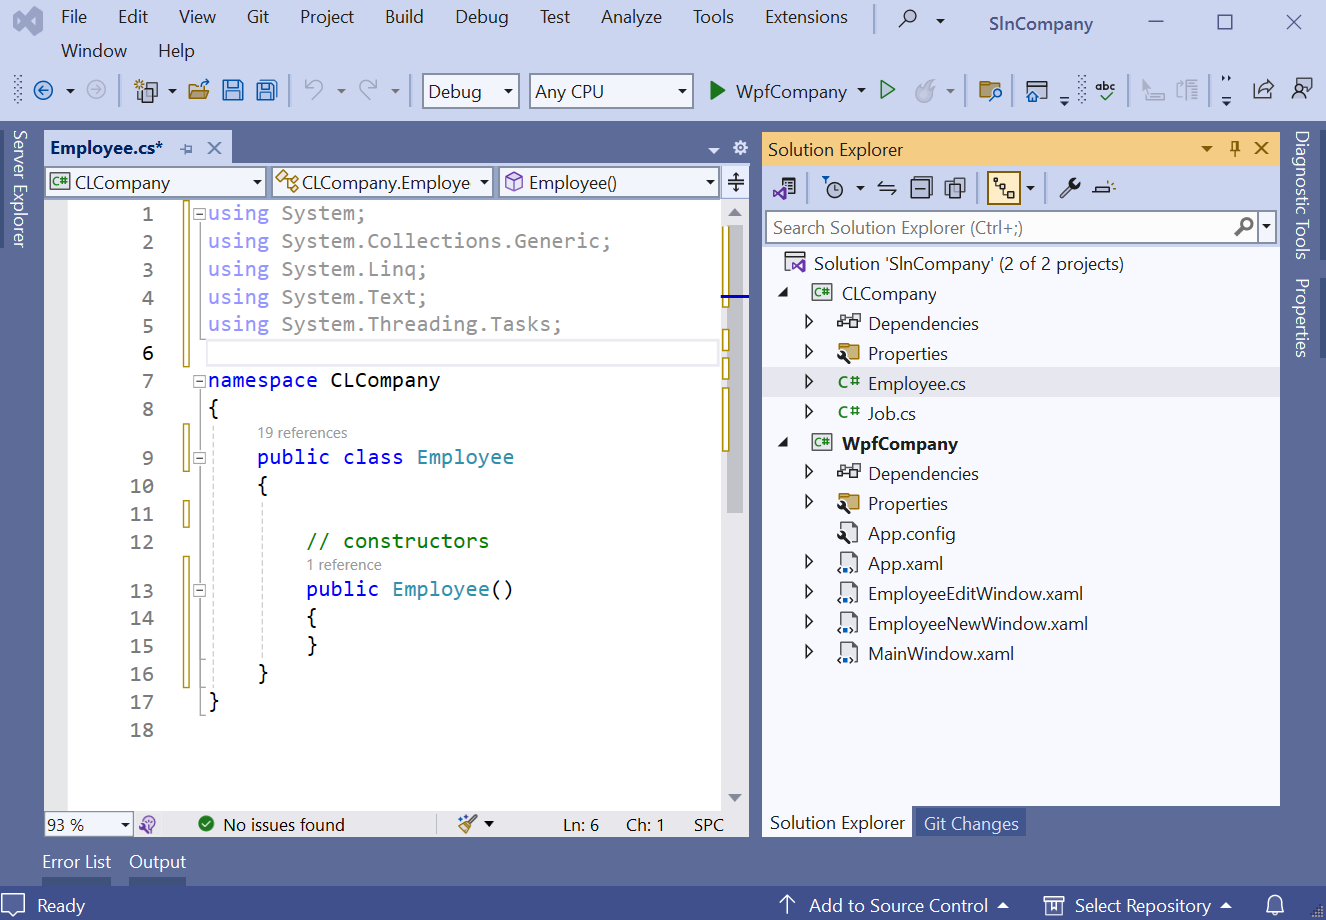 File Edit View Git Project Build Debug Test Analyze Tools Extensions SlnCompany
Window Help
Debug Any CPU WpfCompany abc
Server Explorer
Employee.cs*
C# CLCompany CLCompany.Employe Employee()
1 using System;
2 using System.Collections.Generic;
3 using System.Linq;
4 using System.Text;
5 using System.Threading.Tasks;
6
7 namespace CLCompany
8 {
19 references
9 public class Employee
10 {
11
12 // constructors
1 reference
13 public Employee()
14 {
15 }
16 }
17 }
18
93 % No issues found Ln: 6 Ch: 1 SPC
Solution Explorer
Search Solution Explorer (Ctrl+;)
Solution 'SlnCompany' (2 of 2 projects)
C# CLCompany
Dependencies
Properties
C# Employee.cs
C# Job.cs
C# WpfCompany
Dependencies
Properties
App.config
App.xaml
EmployeeEditWindow.xaml
EmployeeNewWindow.xaml
MainWindow.xaml
Solution Explorer Git Changes
Diagnostic Tools
Properties
Error List Output
Ready Add to Source Control Select Repository